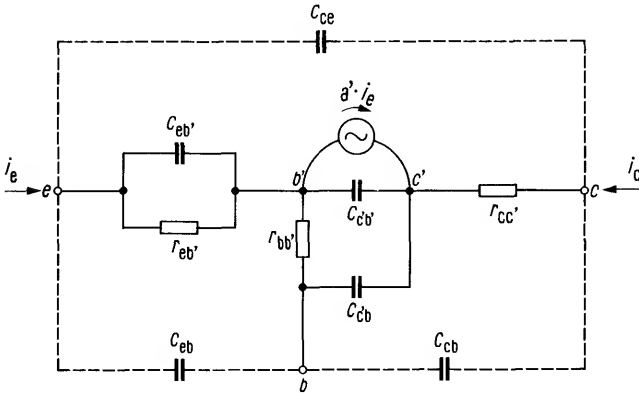 C_ce
a'·i_e
C_eb'
i_e
e
b'
c'
c
i_c
r_eb'
r_bb'
C_c'b'
r_cc'
C_c'b
C_eb
b
C_cb